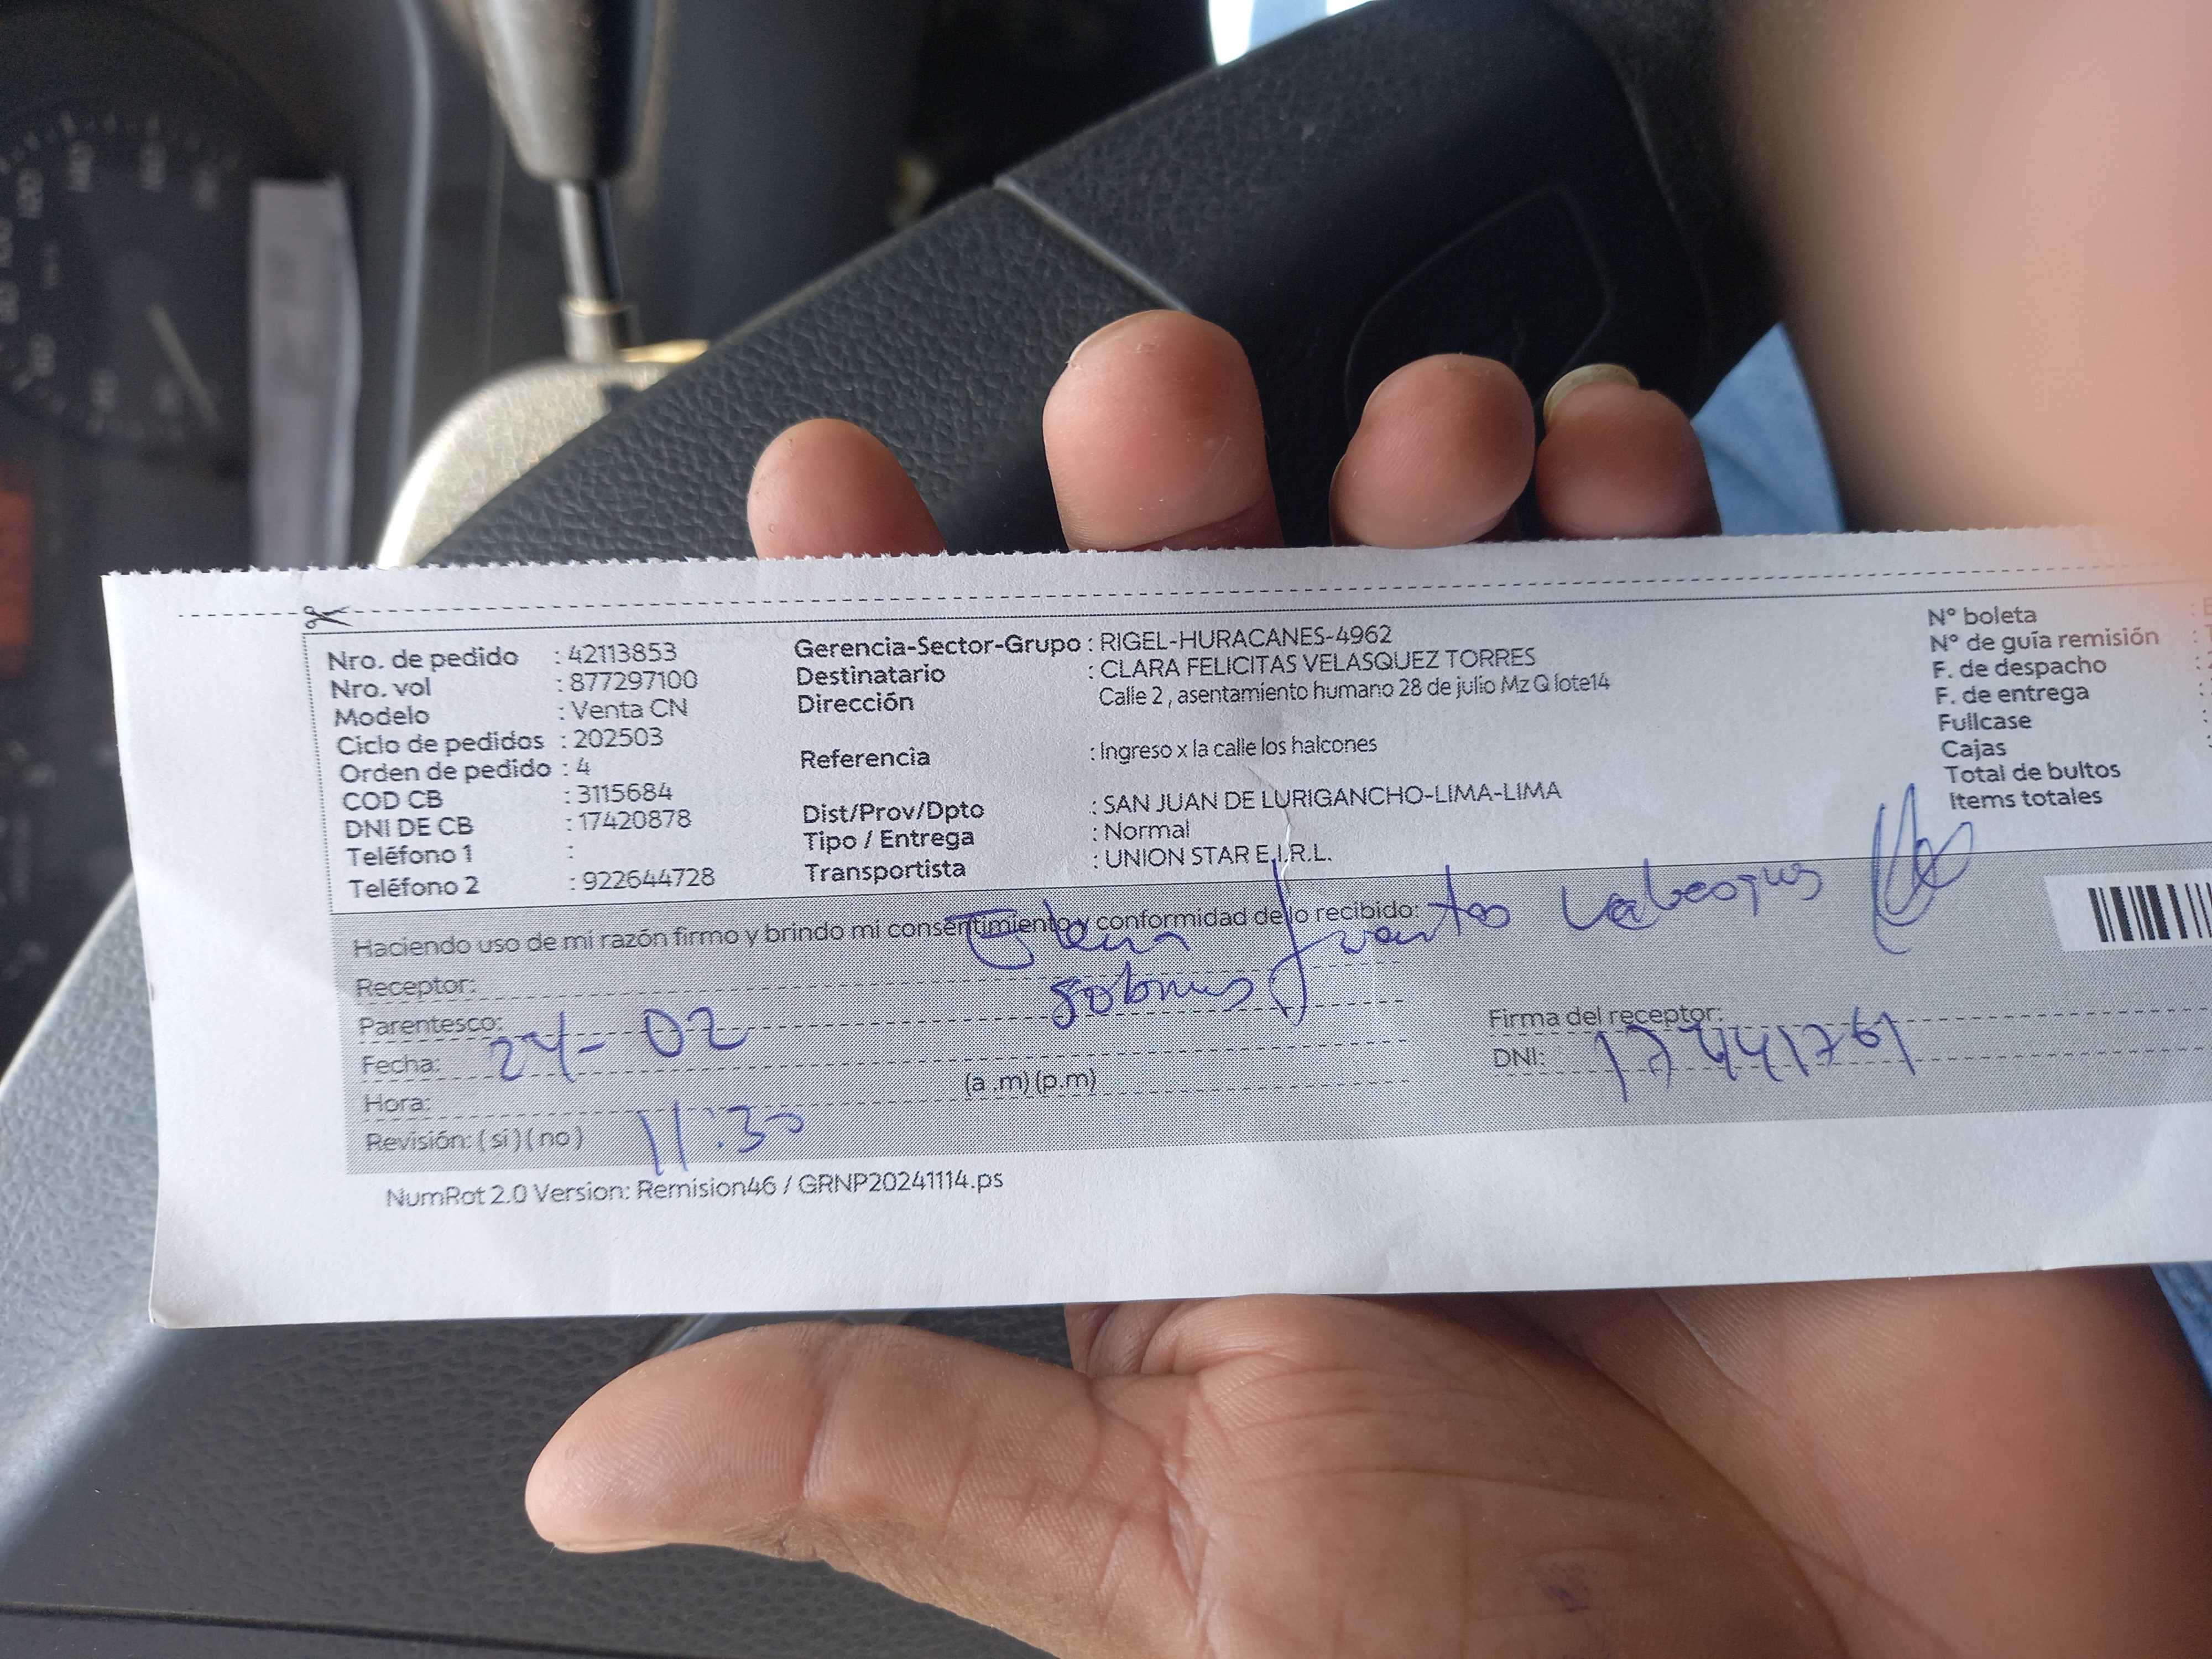 Nro. de pedido : 42113853
Nro. vol : 877297100
Modelo : Venta CN
Ciclo de pedidos : 202503
Orden de pedido : 4
COD CB : 3115684
DNI DE CB : 17420878
Teléfono 1 :
Teléfono 2 : 922644728
Gerencia-Sector-Grupo : RIGEL-HURACANES-4962
Destinatario : CLARA FELICITAS VELASQUEZ TORRES
Dirección Calle 2 , asentamiento humano 28 de julio Mz Q lote14
Referencia : Ingreso x la calle los halcones
Dist/Prov/Dpto : SAN JUAN DE LURIGANCHO-LIMA-LIMA
Tipo / Entrega : Normal
Transportista : UNION STAR E.I.R.L.
N° boleta
N° de guía remisión
F. de despacho
F. de entrega
Fullcase
Cajas
Total de bultos
Items totales
Haciendo uso de mi razón firmo y brindo mi consentimiento y conformidad de lo recibido:
Receptor:
Parentesco:
Fecha: 24-02
Hora: (a .m) (p.m)
Revisión: ( si ) ( no ) 11:30
Firma del receptor:
DNI: 17441761
NumRot 2.0 Version: Remision46 / GRNP20241114.ps